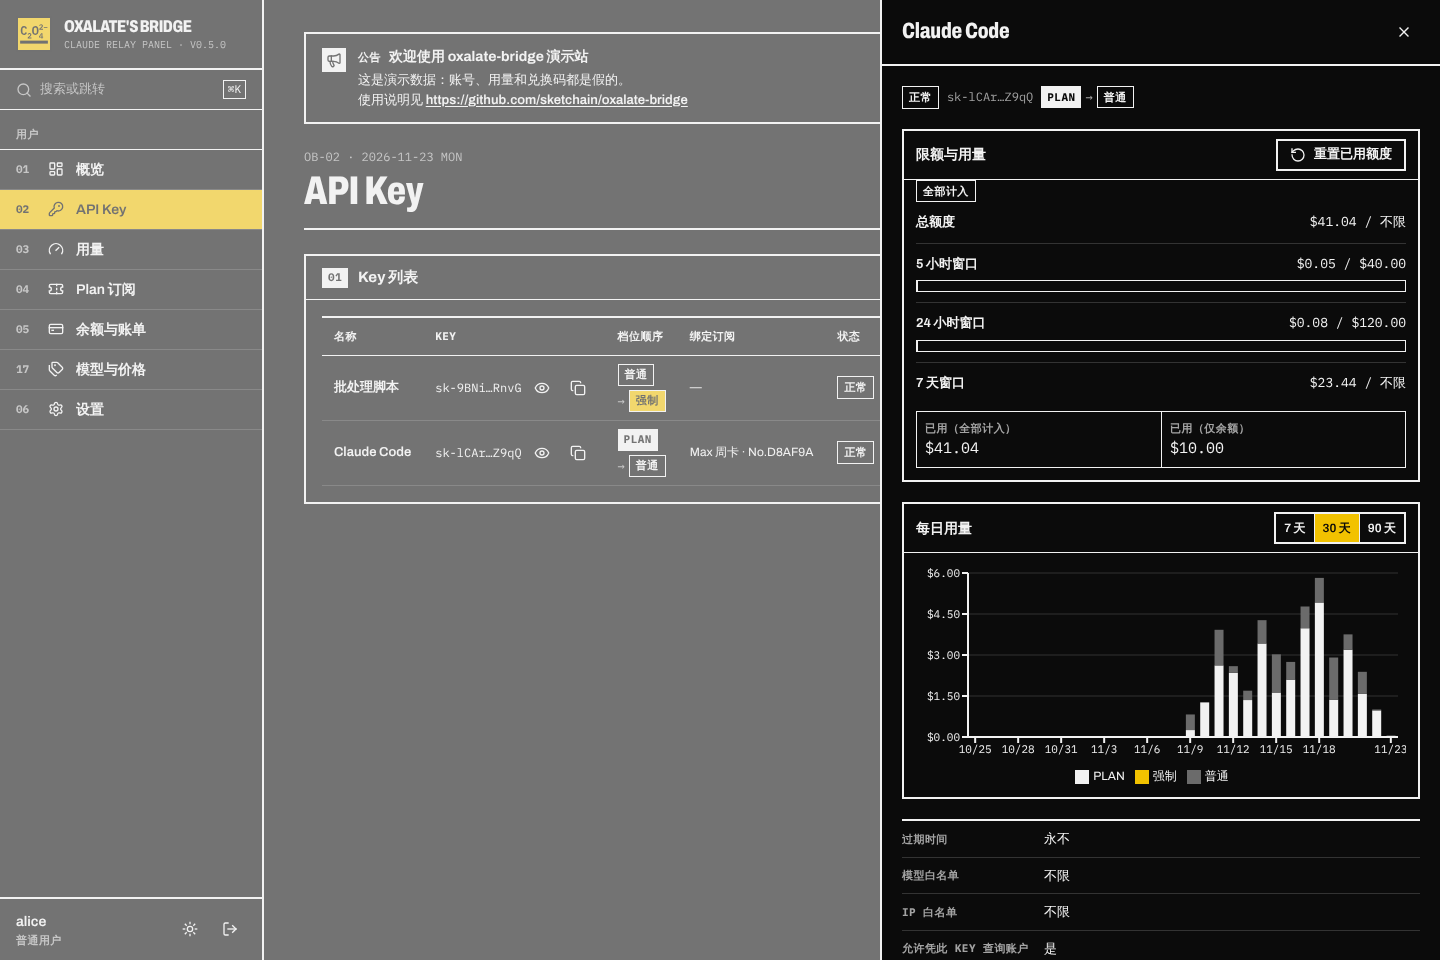 C₂O₄²⁻
OXALATE'S BRIDGE
CLAUDE RELAY PANEL · V0.5.0
搜索或跳转
⌘K
用户
01 概览
02 API Key
03 用量
04 Plan 订阅
05 余额与账单
17 模型与价格
06 设置
alice
普通用户
公告 欢迎使用 oxalate-bridge 演示站
这是演示数据：账号、用量和兑换码都是假的。
使用说明见 https://github.com/sketchain/oxalate-bridge
OB-02 · 2026-11-23 MON
API Key
01 Key 列表
名称 KEY 档位顺序 绑定订阅 状态
批处理脚本 sk-9BNi…RnvG 普通 → 强制 — 正常
Claude Code sk-lCAr…Z9qQ PLAN → 普通 Max 周卡 · No.D8AF9A 正常
Claude Code
正常 sk-lCAr…Z9qQ PLAN → 普通
限额与用量
重置已用额度
全部计入
总额度 $41.04 / 不限
5 小时窗口 $0.05 / $40.00
24 小时窗口 $0.08 / $120.00
7 天窗口 $23.44 / 不限
已用（全部计入） 已用（仅余额）
$41.04 $10.00
每日用量
7 天 30 天 90 天
$6.00
$4.50
$3.00
$1.50
$0.00
10/25 10/28 10/31 11/3 11/6 11/9 11/12 11/15 11/18 11/23
PLAN 强制 普通
过期时间 永不
模型白名单 不限
IP 白名单 不限
允许凭此 KEY 查询账户 是